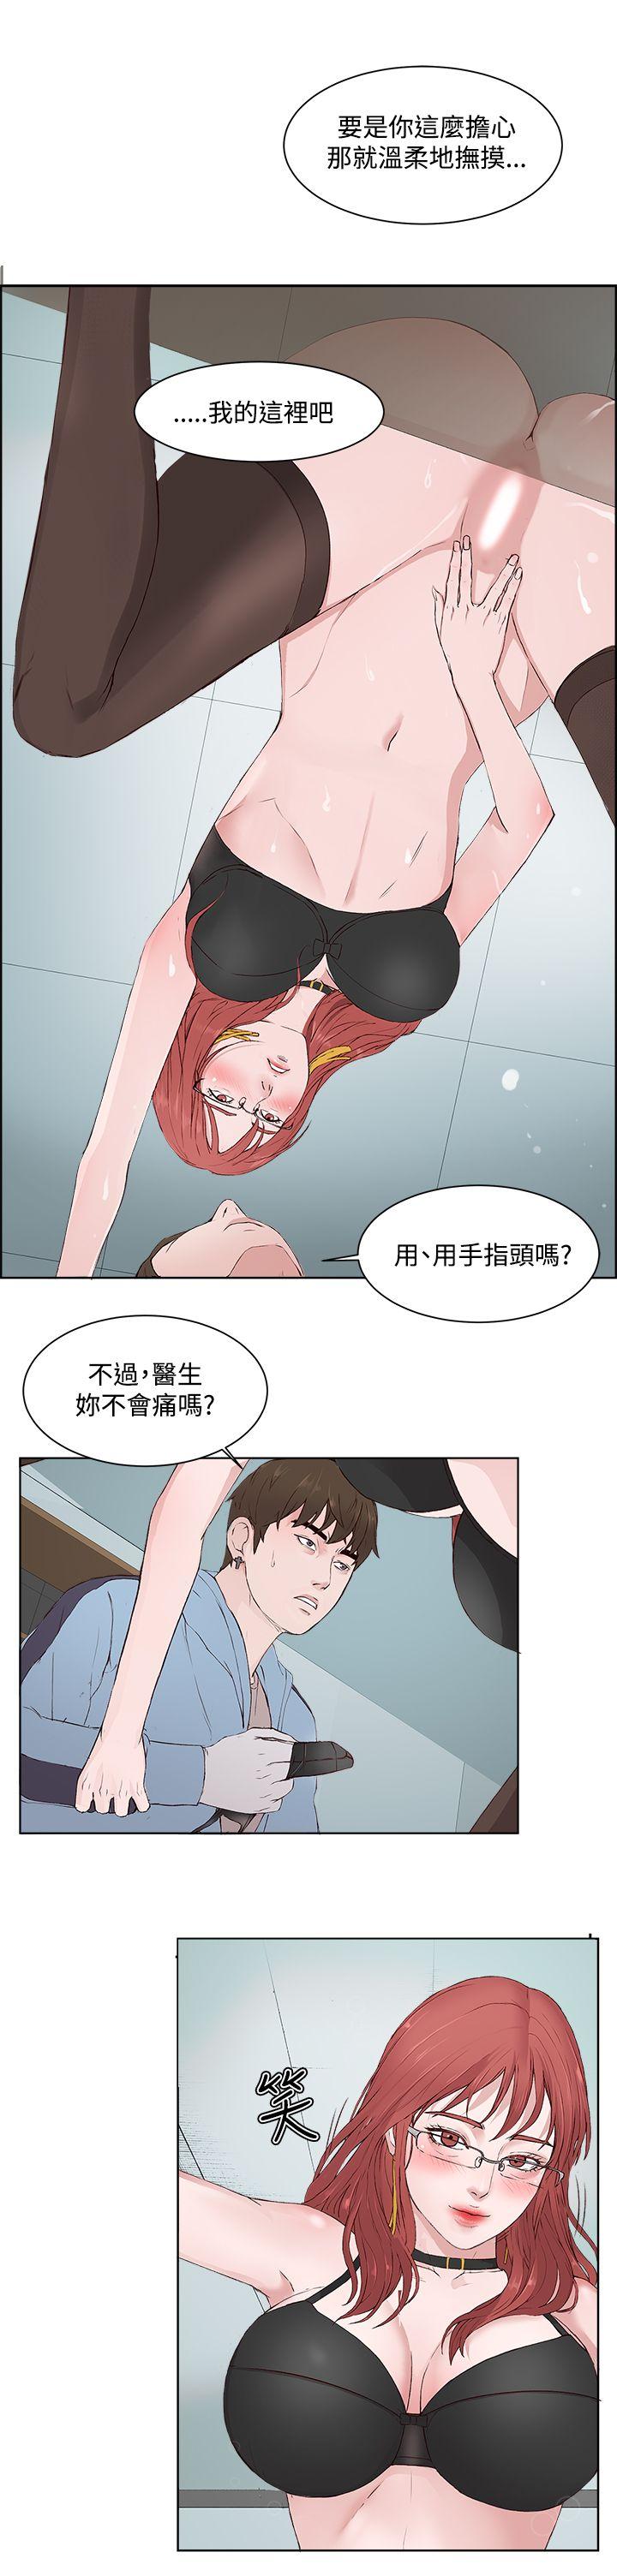 要是你這麼擔心
那就溫柔地撫摸...
.....我的這裡吧
用、用手指頭嗎?
不過,醫生
妳不會痛嗎?
笑